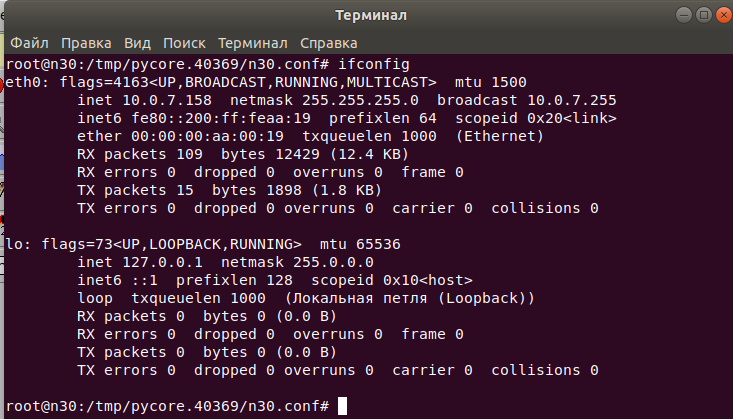 Терминал
Файл Правка Вид Поиск Терминал Справка
root@n30:/tmp/pycore.40369/n30.conf# ifconfig
eth0: flags=4163<UP,BROADCAST,RUNNING,MULTICAST>  mtu 1500
        inet 10.0.7.158  netmask 255.255.255.0  broadcast 10.0.7.255
        inet6 fe80::200:ff:feaa:19  prefixlen 64  scopeid 0x20<link>
        ether 00:00:00:aa:00:19  txqueuelen 1000  (Ethernet)
        RX packets 109  bytes 12429 (12.4 KB)
        RX errors 0  dropped 0  overruns 0  frame 0
        TX packets 15  bytes 1898 (1.8 KB)
        TX errors 0  dropped 0 overruns 0  carrier 0  collisions 0
lo: flags=73<UP,LOOPBACK,RUNNING>  mtu 65536
        inet 127.0.0.1  netmask 255.0.0.0
        inet6 ::1  prefixlen 128  scopeid 0x10<host>
        loop  txqueuelen 1000  (Локальная петля (Loopback))
        RX packets 0  bytes 0 (0.0 B)
        RX errors 0  dropped 0  overruns 0  frame 0
        TX packets 0  bytes 0 (0.0 B)
        TX errors 0  dropped 0 overruns 0  carrier 0  collisions 0
root@n30:/tmp/pycore.40369/n30.conf#